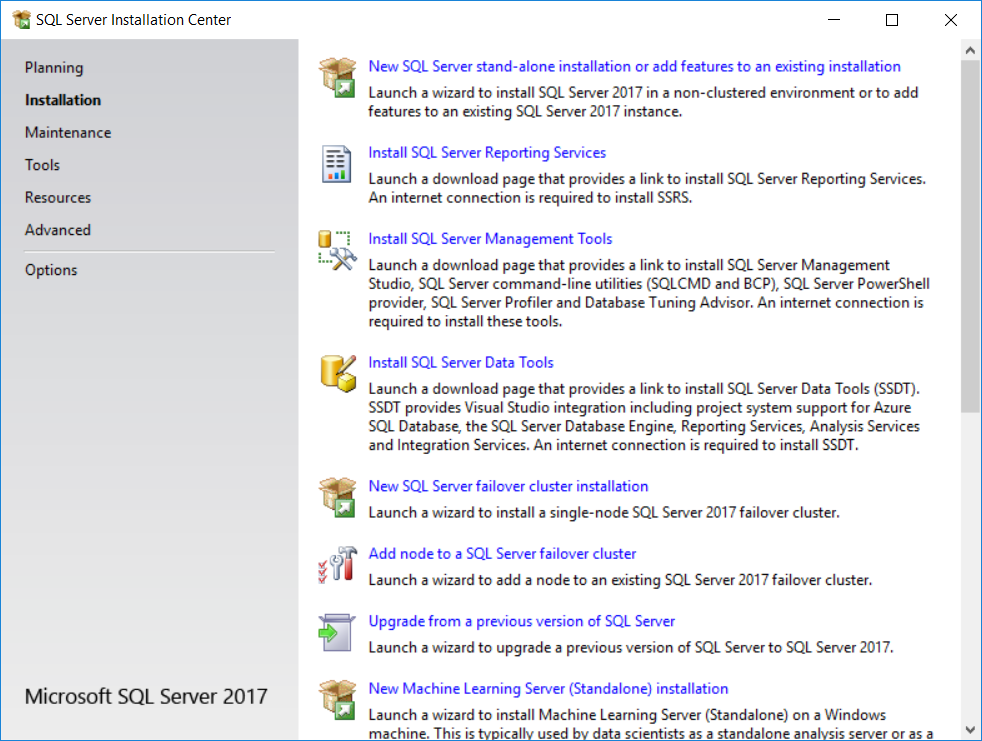 SQL Server Installation Center
Planning
Installation
Maintenance
Tools
Resources
Advanced
Options
Microsoft SQL Server 2017
New SQL Server stand-alone installation or add features to an existing installation
Launch a wizard to install SQL Server 2017 in a non-clustered environment or to add
features to an existing SQL Server 2017 instance.
Install SQL Server Reporting Services
Launch a download page that provides a link to install SQL Server Reporting Services.
An internet connection is required to install SSRS.
Install SQL Server Management Tools
Launch a download page that provides a link to install SQL Server Management
Studio, SQL Server command-line utilities (SQLCMD and BCP), SQL Server PowerShell
provider, SQL Server Profiler and Database Tuning Advisor. An internet connection is
required to install these tools.
Install SQL Server Data Tools
Launch a download page that provides a link to install SQL Server Data Tools (SSDT).
SSDT provides Visual Studio integration including project system support for Azure
SQL Database, the SQL Server Database Engine, Reporting Services, Analysis Services
and Integration Services. An internet connection is required to install SSDT.
New SQL Server failover cluster installation
Launch a wizard to install a single-node SQL Server 2017 failover cluster.
Add node to a SQL Server failover cluster
Launch a wizard to add a node to an existing SQL Server 2017 failover cluster.
Upgrade from a previous version of SQL Server
Launch a wizard to upgrade a previous version of SQL Server to SQL Server 2017.
New Machine Learning Server (Standalone) installation
Launch a wizard to install Machine Learning Server (Standalone) on a Windows
machine. This is typically used by data scientists as a standalone analysis server or as a